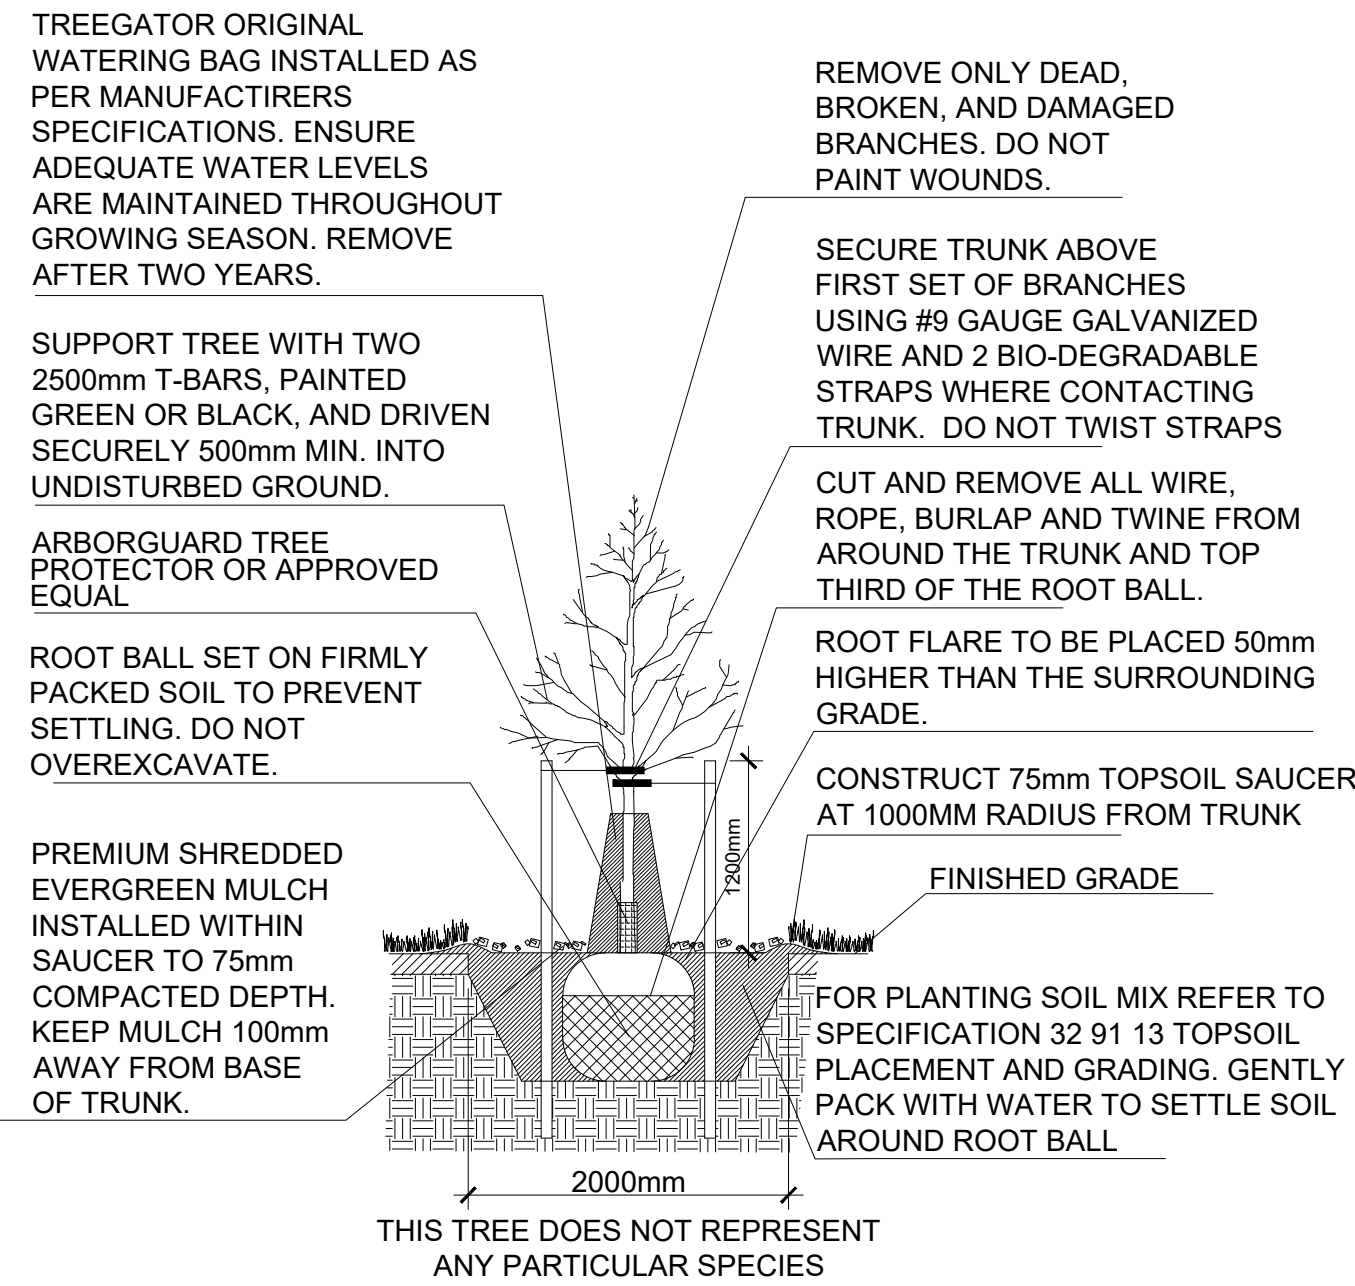 TREEGATOR ORIGINAL
WATERING BAG INSTALLED AS
PER MANUFACTIRERS
SPECIFICATIONS. ENSURE
ADEQUATE WATER LEVELS
ARE MAINTAINED THROUGHOUT
GROWING SEASON. REMOVE
AFTER TWO YEARS.
SUPPORT TREE WITH TWO
2500mm T-BARS, PAINTED
GREEN OR BLACK, AND DRIVEN
SECURELY 500mm MIN. INTO
UNDISTURBED GROUND.
ARBORGUARD TREE
PROTECTOR OR APPROVED
EQUAL
ROOT BALL SET ON FIRMLY
PACKED SOIL TO PREVENT
SETTLING. DO NOT
OVEREXCAVATE.
PREMIUM SHREDDED
EVERGREEN MULCH
INSTALLED WITHIN
SAUCER TO 75mm
COMPACTED DEPTH.
KEEP MULCH 100mm
AWAY FROM BASE
OF TRUNK.
REMOVE ONLY DEAD,
BROKEN, AND DAMAGED
BRANCHES. DO NOT
PAINT WOUNDS.
SECURE TRUNK ABOVE
FIRST SET OF BRANCHES
USING #9 GAUGE GALVANIZED
WIRE AND 2 BIO-DEGRADABLE
STRAPS WHERE CONTACTING
TRUNK.  DO NOT TWIST STRAPS
CUT AND REMOVE ALL WIRE,
ROPE, BURLAP AND TWINE FROM
AROUND THE TRUNK AND TOP
THIRD OF THE ROOT BALL.
ROOT FLARE TO BE PLACED 50mm
HIGHER THAN THE SURROUNDING
GRADE.
CONSTRUCT 75mm TOPSOIL SAUCER
AT 1000MM RADIUS FROM TRUNK
FINISHED GRADE
FOR PLANTING SOIL MIX REFER TO
SPECIFICATION 32 91 13 TOPSOIL
PLACEMENT AND GRADING. GENTLY
PACK WITH WATER TO SETTLE SOIL
AROUND ROOT BALL
1200mm
2000mm
THIS TREE DOES NOT REPRESENT
ANY PARTICULAR SPECIES